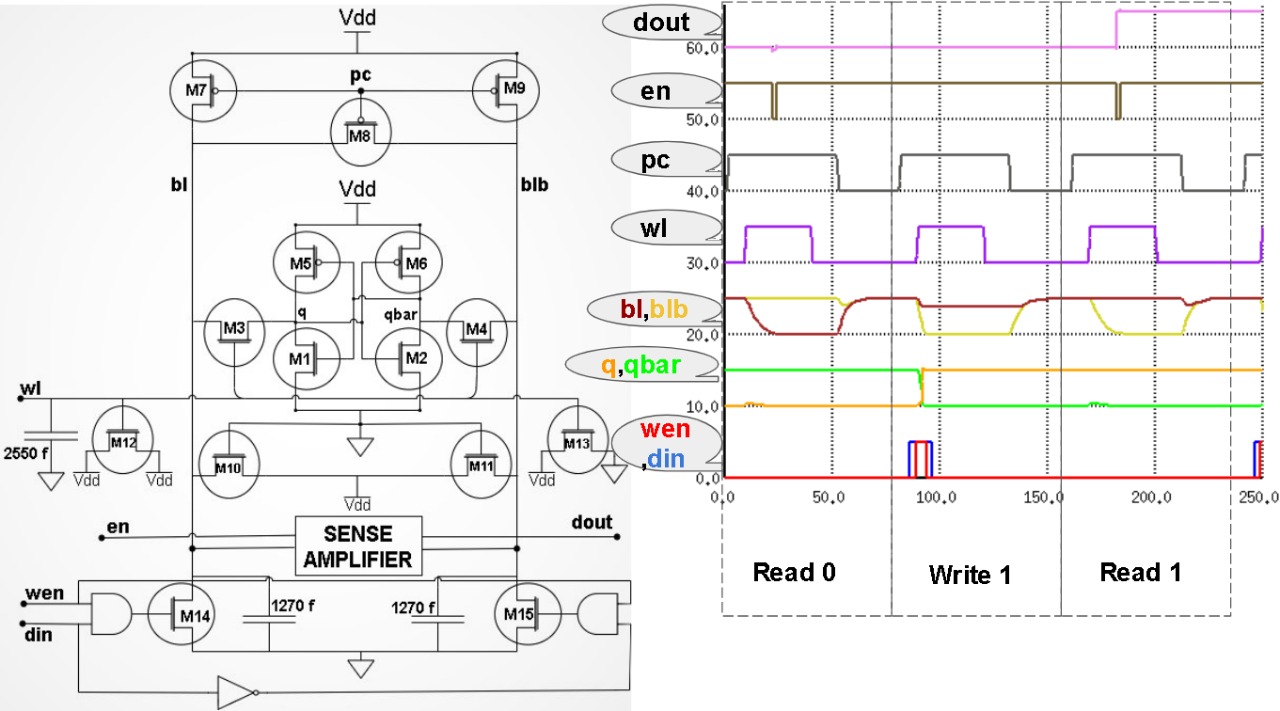 Vdd
M7
pc
M9
M8
bl
blb
Vdd
M5
M6
q
qbar
M3
M4
M1
M2
wl
2550 f
M12
Vdd
Vdd
M10
M11
Vdd
M13
Vdd
en
SENSE
AMPLIFIER
dout
wen
din
M14
1270 f
1270 f
M15
dout
60.0
en
50.0
pc
40.0
wl
30.0
bl,blb
20.0
q,qbar
10.0
wen
,din
0.0
0.0 50.0 100.0 150.0 200.0 250.0
Read 0 Write 1 Read 1